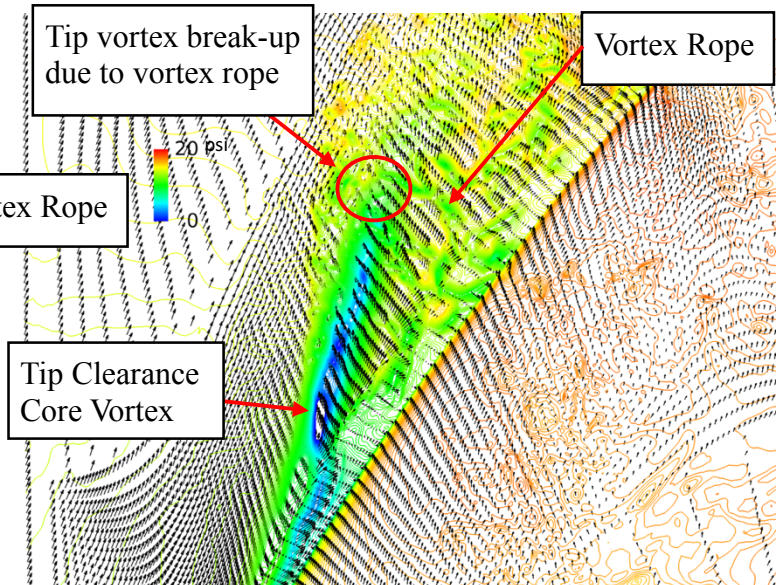 Tip vortex break-up
due to vortex rope
Vortex Rope
20 psi
0
tex Rope
Tip Clearance
Core Vortex